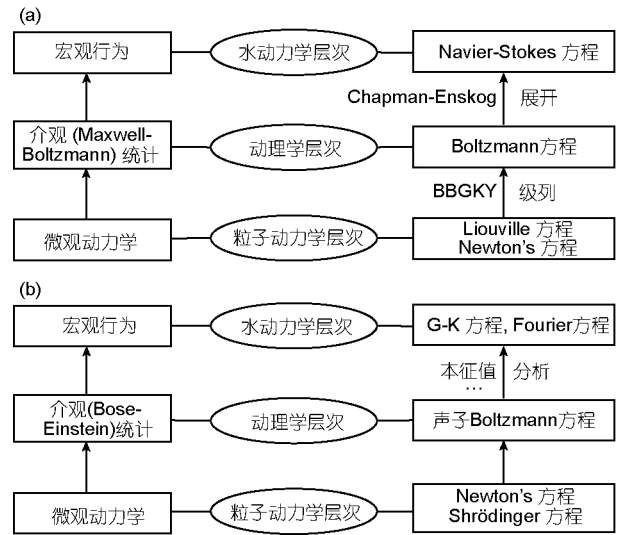 (a)
宏观行为 水动力学层次 Navier-Stokes 方程
Chapman-Enskog 展开
介观 (Maxwell-
Boltzmann) 统计
动理学层次 Boltzmann方程
BBGKY 级列
微观动力学 粒子动力学层次
Liouville 方程
Newton's 方程
(b)
宏观行为 水动力学层次 G-K 方程, Fourier方程
本征值 分析
...
介观(Bose-
Einstein)统计
动理学层次 声子Boltzmann方程
微观动力学 粒子动力学层次
Newton's 方程
Shrödinger 方程